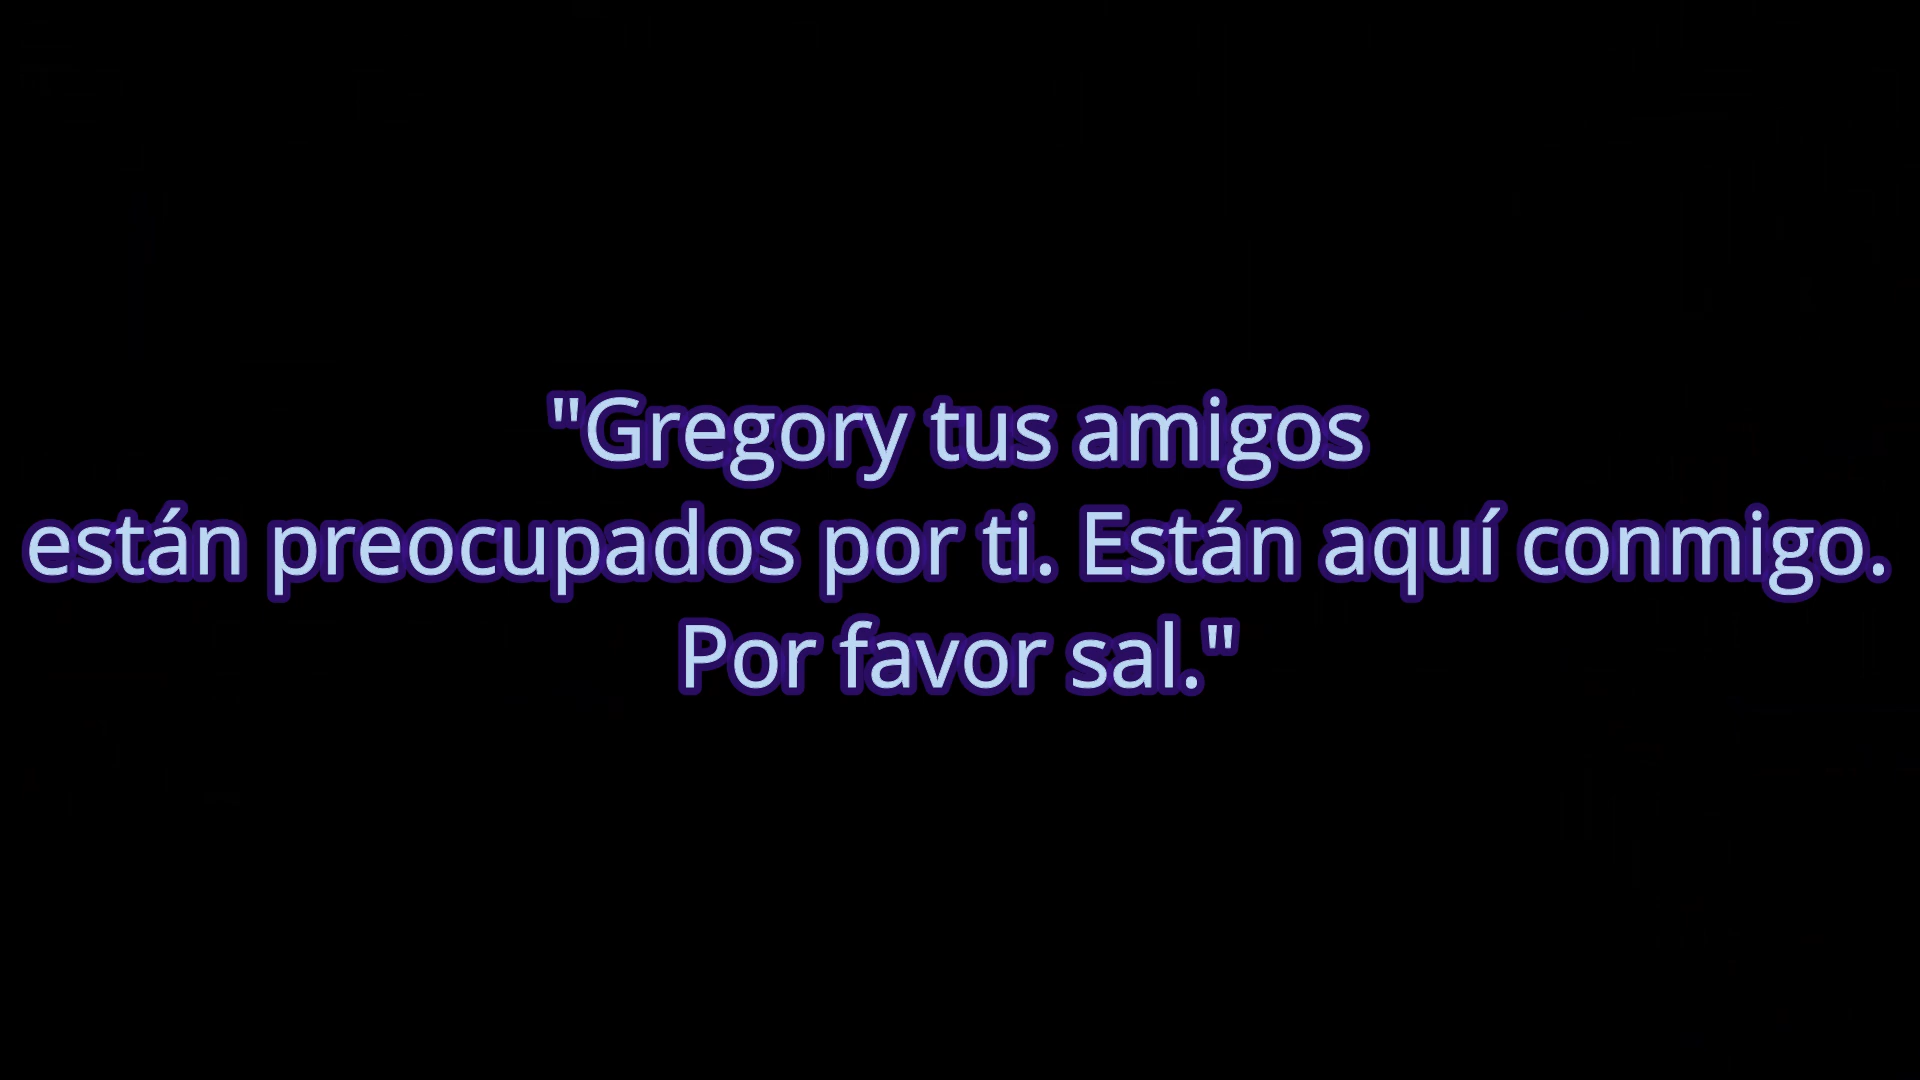 "Gregory tus amigos
están preocupados por ti. Están aquí conmigo.
Por favor sal."